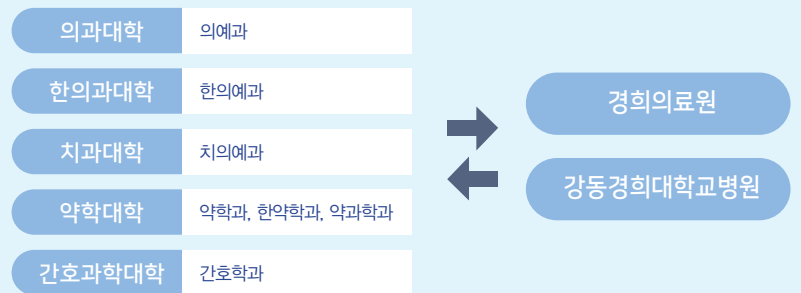 의과대학 의예과
한의과대학 한의예과
치과대학 치의예과
약학대학 약학과, 한약학과, 약과학과
간호과학대학 간호학과
경희의료원
강동경희대학교병원